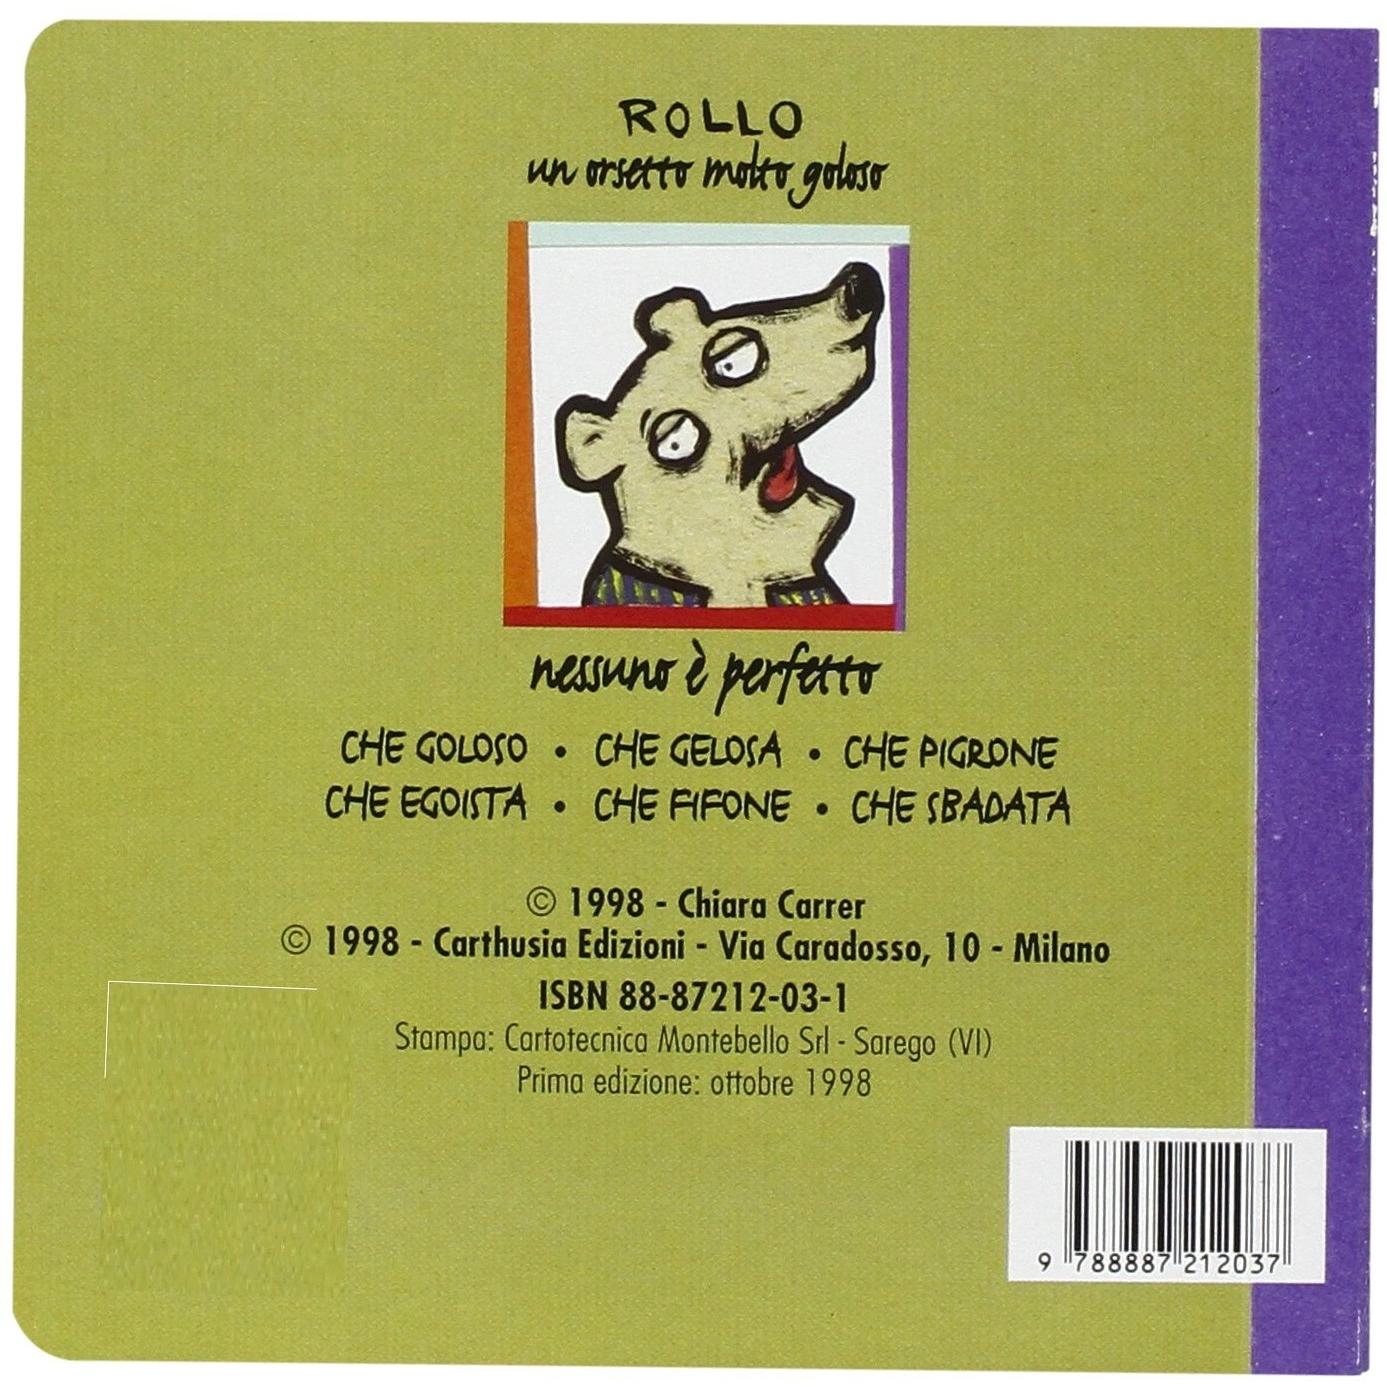 ROLLO
un orsetto molto goloso
nessuno è perfetto
CHE GOLOSO • CHE GELOSA • CHE PIGRONE
CHE EGOISTA • CHE FIFONE • CHE SBADATA
© 1998 - Chiara Carrer
© 1998 - Carthusia Edizioni - Via Caradosso, 10 - Milano
ISBN 88-87212-03-1
Stampa: Cartotecnica Montebello Srl - Sarego (VI)
Prima edizione: ottobre 1998
9 788887 212037